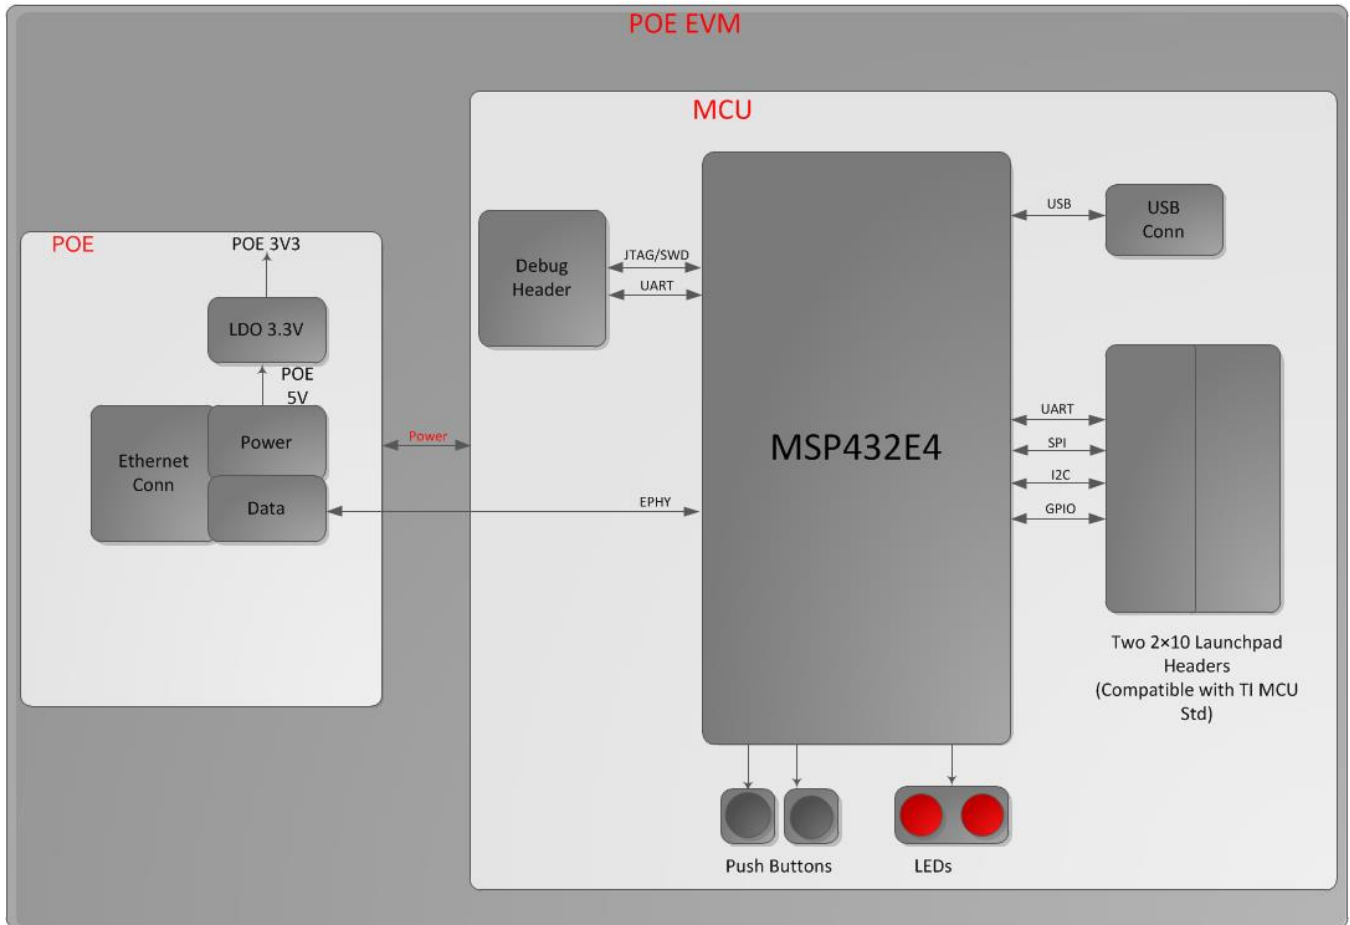 POE EVM
MCU
POE
POE 3V3
LDO 3.3V
POE
5V
Ethernet
Conn
Power
Data
Power
EPHY
Debug
Header
JTAG/SWD
UART
MSP432E4
USB
USB
Conn
UART
SPI
I2C
GPIO
Two 2×10 Launchpad
Headers
(Compatible with TI MCU
Std)
Push Buttons
LEDs